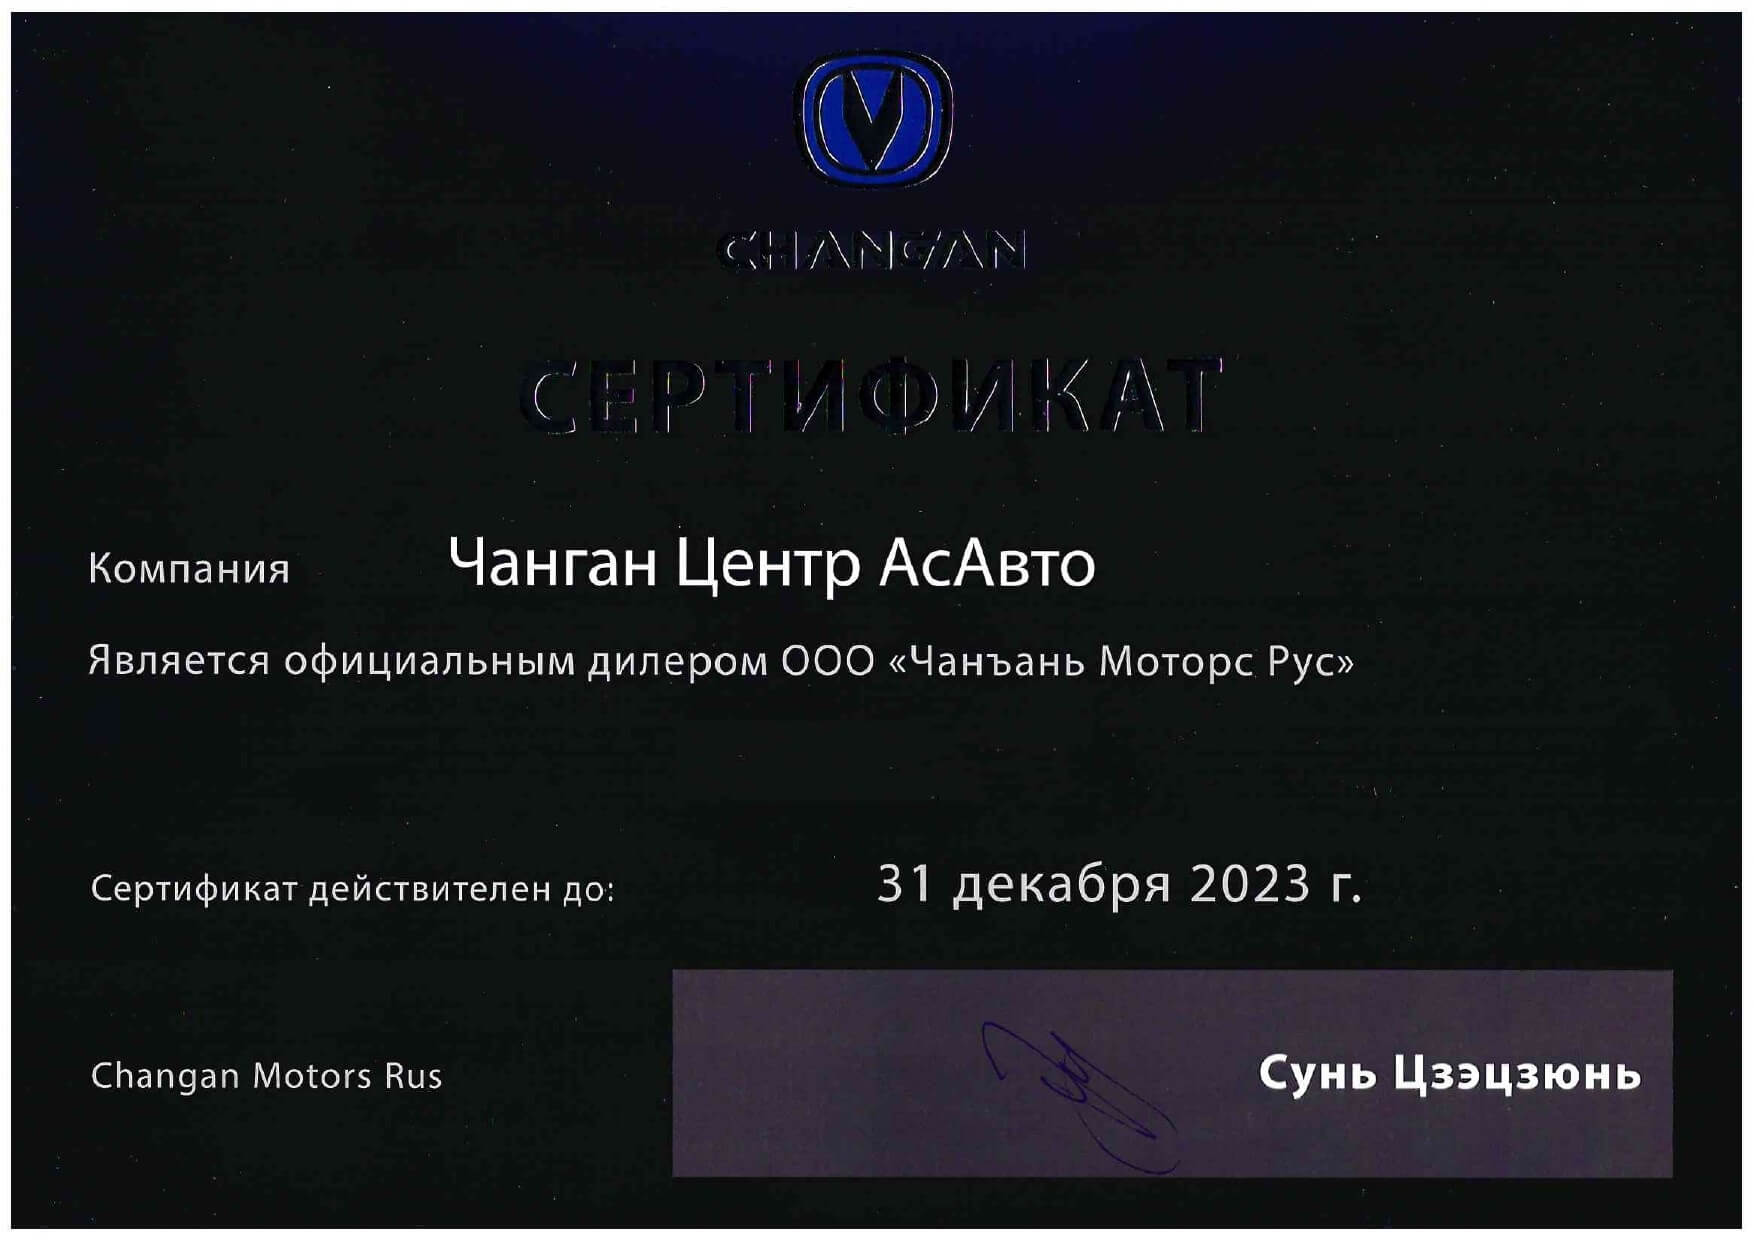 CHANGAN
СЕРТИФИКАТ
Компания Чанган Центр АсАвто
Является официальным дилером ООО «Чанъань Моторс Рус»
Сертификат действителен до: 31 декабря 2023 г.
Changan Motors Rus Сунь Цзэцзюнь